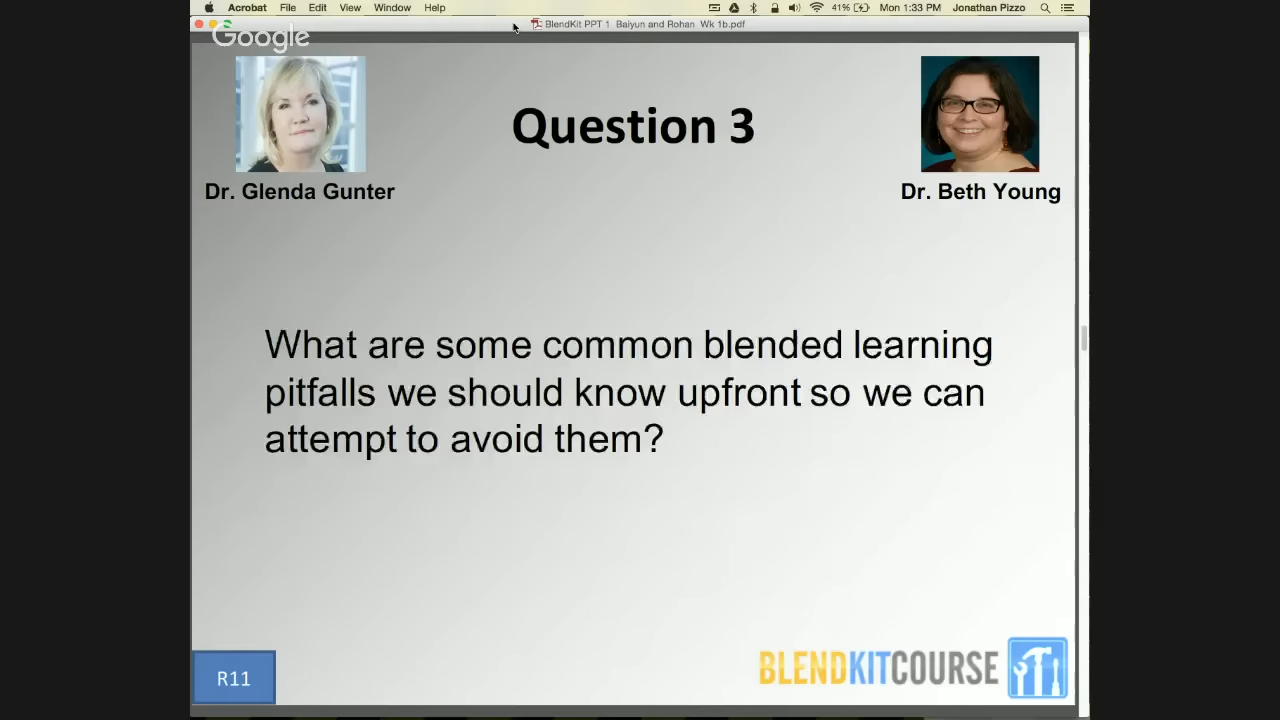 Acrobat File Edit View Window Help 41% Mon 1:33 PM Jonathan Pizzo
BlendKit PPT 1 Baiyun and Rohan Wk 1b.pdf
Google
Question 3
Dr. Glenda Gunter
Dr. Beth Young
What are some common blended learning
pitfalls we should know upfront so we can
attempt to avoid them?
R11
BLENDKITCOURSE